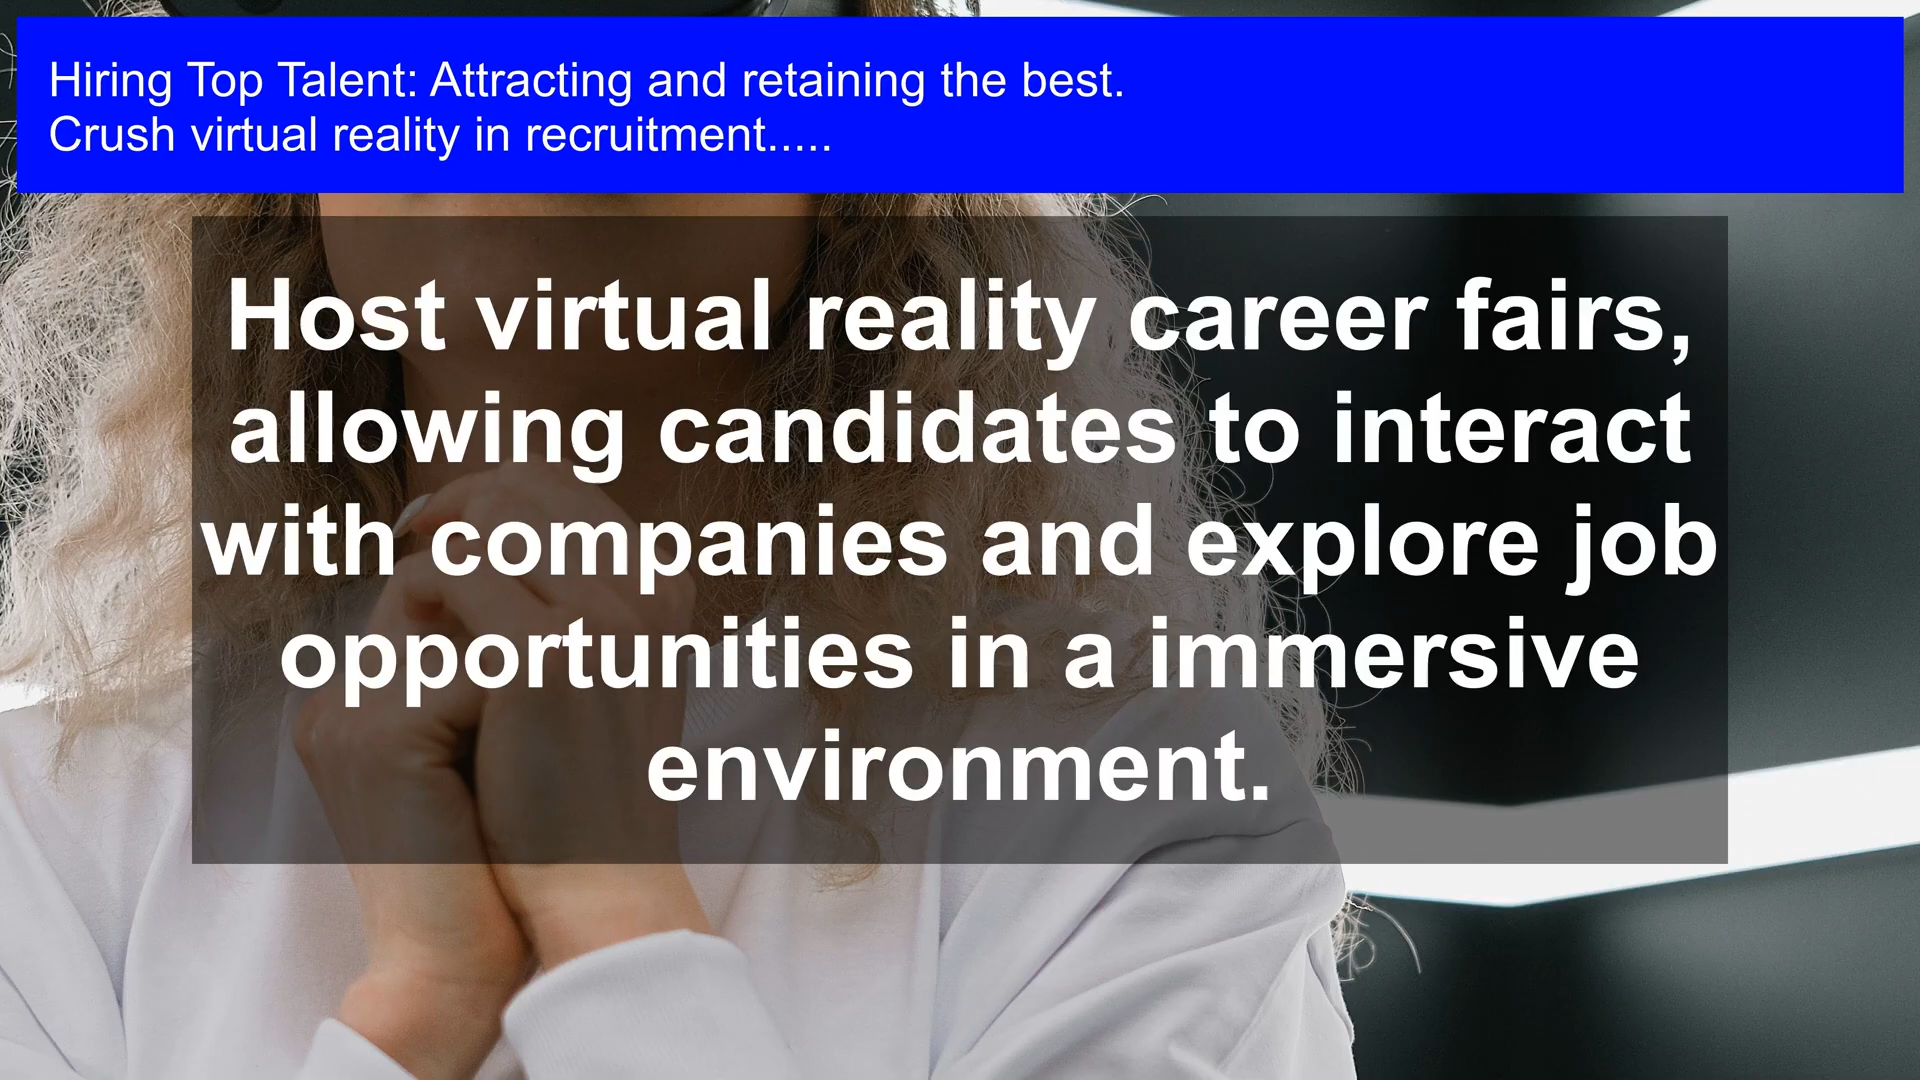 Hiring Top Talent: Attracting and retaining the best.
Crush virtual reality in recruitment.....
Host virtual reality career fairs,
allowing candidates to interact
with companies and explore job
opportunities in a immersive
environment.